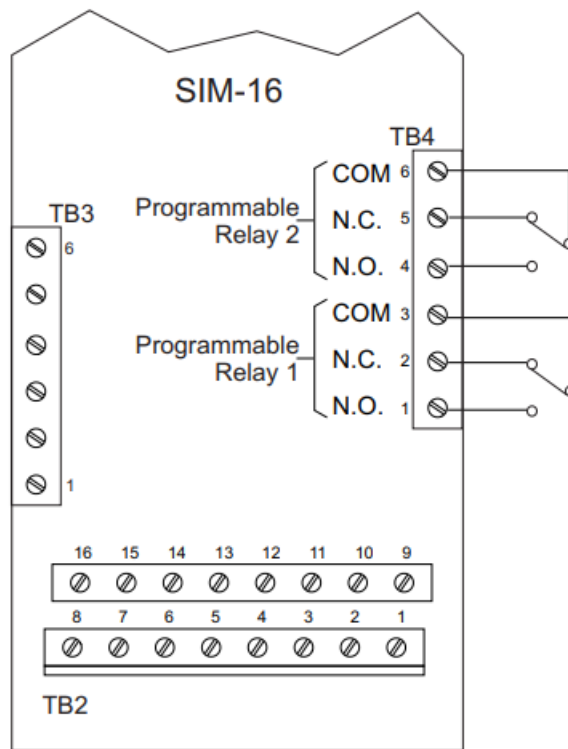 SIM-16
TB4
COM 6
Programmable
Relay 2
N.C. 5
N.O. 4
TB3
6
1
COM 3
Programmable
Relay 1
N.C. 2
N.O. 1
16 15 14 13 12 11 10 9
8 7 6 5 4 3 2 1
TB2